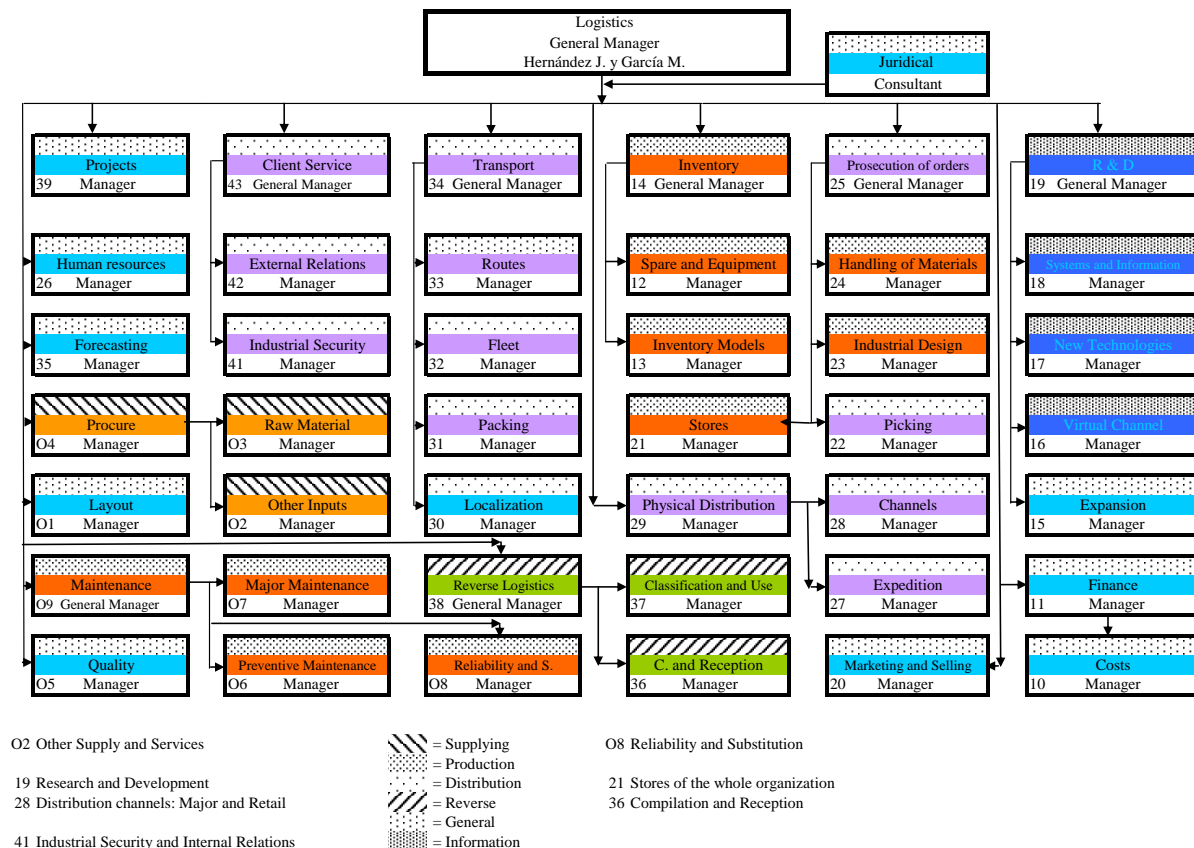 Logistics
General Manager
Hernández J. y García M.
Juridical
Consultant
Projects
39 Manager
Client Service
43 General Manager
Transport
34 General Manager
Inventory
14 General Manager
Prosecution of orders
25 General Manager
R & D
19 General Manager
Human resources
26 Manager
External Relations
42 Manager
Routes
33 Manager
Spare and Equipment
12 Manager
Handling of Materials
24 Manager
Systems and Information
18 Manager
Forecasting
35 Manager
Industrial Security
41 Manager
Fleet
32 Manager
Inventory Models
13 Manager
Industrial Design
23 Manager
New Technologies
17 Manager
Procure
O4 Manager
Raw Material
O3 Manager
Packing
31 Manager
Stores
21 Manager
Picking
22 Manager
Virtual Channel
16 Manager
Layout
O1 Manager
Other Inputs
O2 Manager
Localization
30 Manager
Physical Distribution
29 Manager
Channels
28 Manager
Expansion
15 Manager
Maintenance
O9 General Manager
Major Maintenance
O7 Manager
Reverse Logistics
38 General Manager
Classification and Use
37 Manager
Expedition
27 Manager
Finance
11 Manager
Quality
O5 Manager
Preventive Maintenance
O6 Manager
Reliability and S.
O8 Manager
C. and Reception
36 Manager
Marketing and Selling
20 Manager
Costs
10 Manager
O2 Other Supply and Services
19 Research and Development
28 Distribution channels: Major and Retail
41 Industrial Security and Internal Relations
= Supplying
= Production
= Distribution
= Reverse
= General
= Information
O8 Reliability and Substitution
21 Stores of the whole organization
36 Compilation and Reception